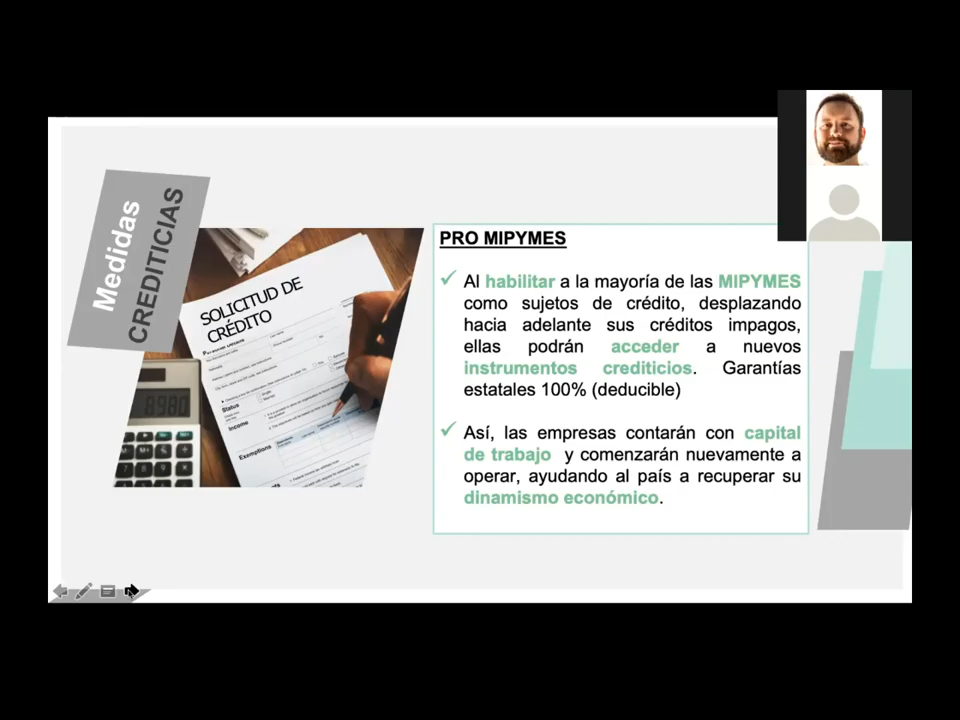 Medidas
CREDITICIAS
SOLICITUD DE
CRÉDITO
Status
Income
Exemptions
8980
PRO MIPYMES
Al habilitar a la mayoría de las MIPYMES
como sujetos de crédito, desplazando
hacia adelante sus créditos impagos,
ellas podrán acceder a nuevos
instrumentos crediticios. Garantías
estatales 100% (deducible)
Así, las empresas contarán con capital
de trabajo y comenzarán nuevamente a
operar, ayudando al país a recuperar su
dinamismo económico.